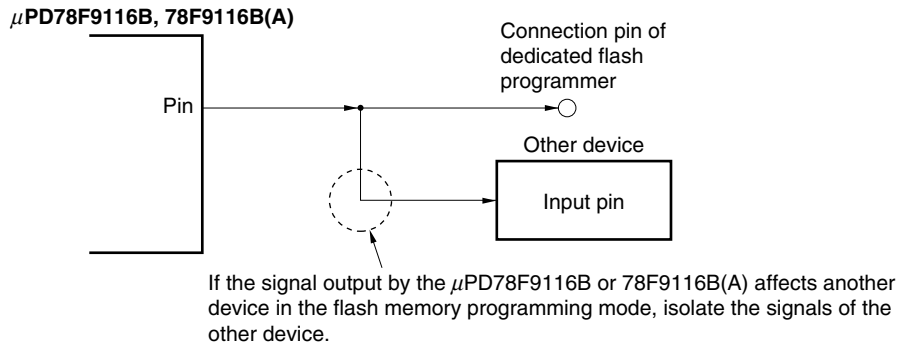 μPD78F9116B, 78F9116B(A)
Connection pin of
dedicated flash
programmer
Pin
Other device
Input pin
If the signal output by the μPD78F9116B or 78F9116B(A) affects another
device in the flash memory programming mode, isolate the signals of the
other device.